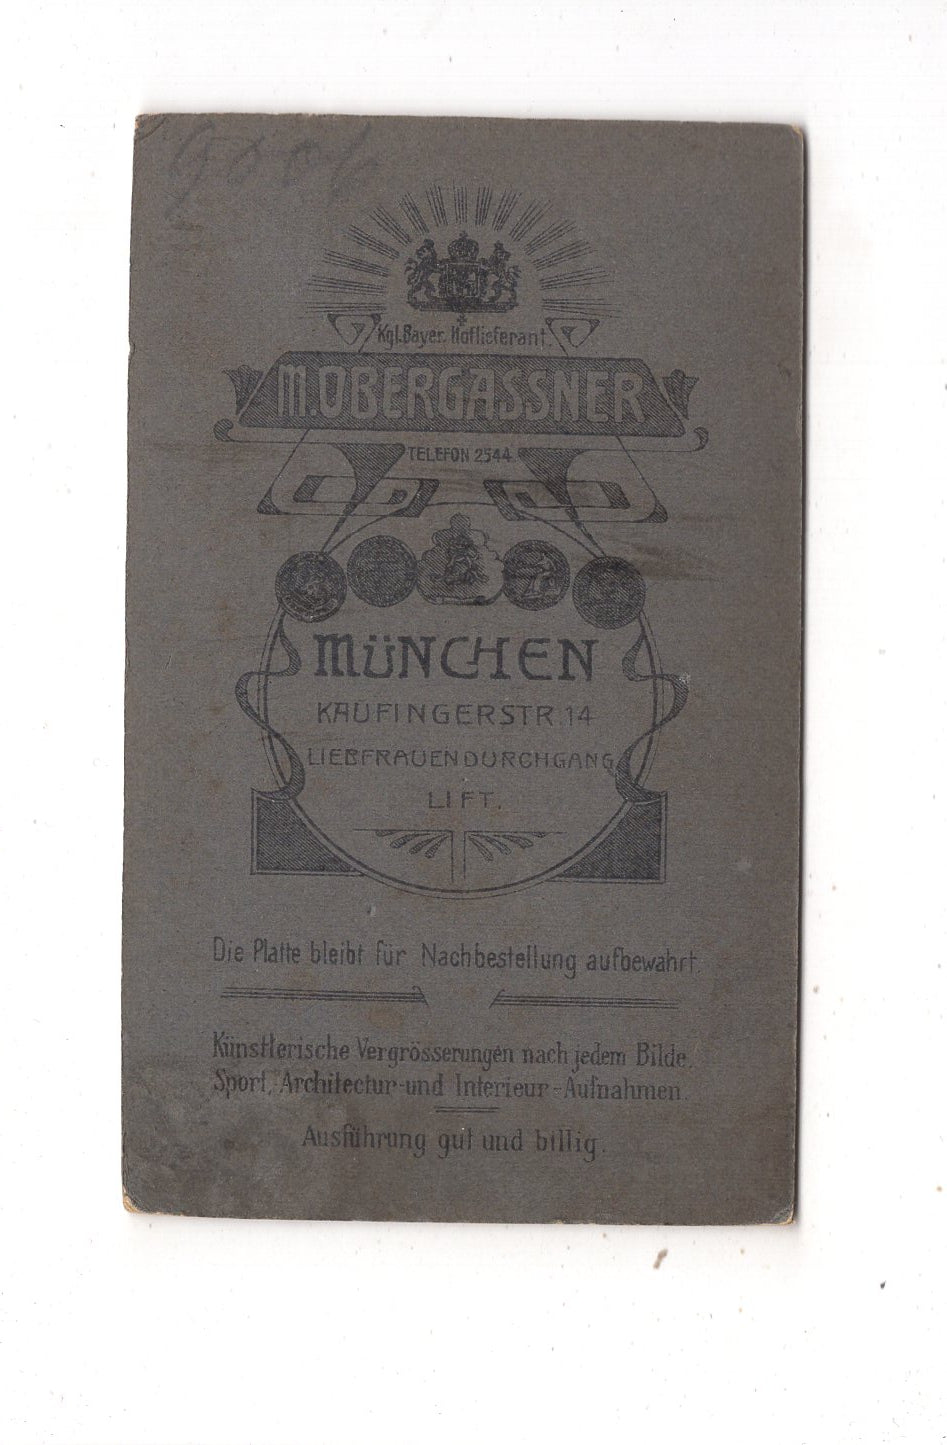 Kgl. Bayer. Hoflieferant
M. OBERGASSNER
TELEFON 2544
MÜNCHEN
KAUFINGERSTR. 14
LIEBFRAUENDURCHGANG
LIFT.
Die Platte bleibt für Nachbestellung aufbewahrt.
Künstlerische Vergrösserungen nach jedem Bilde.
Sport, Architectur- und Interieur-Aufnahmen.
Ausführung gut und billig.